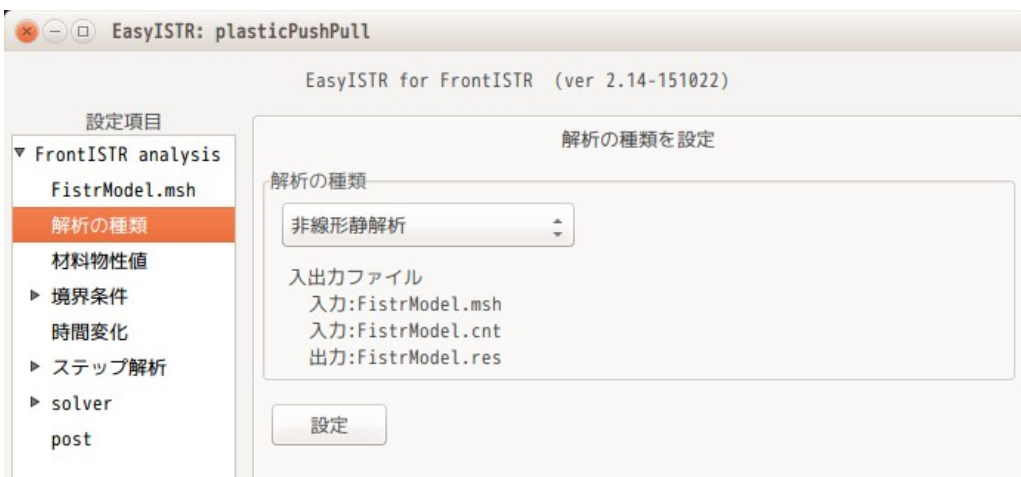 EasyISTR: plasticPushPull
EasyISTR for FrontISTR (ver 2.14-151022)
設定項目
FrontISTR analysis
FistrModel.msh
解析の種類
材料物性値
境界条件
時間変化
ステップ解析
solver
post
解析の種類を設定
解析の種類
非線形静解析
入出力ファイル
入力:FistrModel.msh
入力:FistrModel.cnt
出力:FistrModel.res
設定